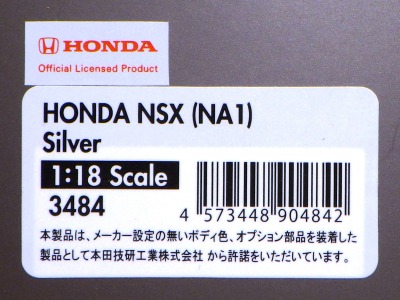 HONDA
Official Licensed Product
HONDA NSX (NA1)
Silver
1:18 Scale
3484
4 573448 904842
本製品は、メーカー設定の無いボディ色、オプション部品を装着した
製品として本田技研工業株式会社 から許諾をいただいています。